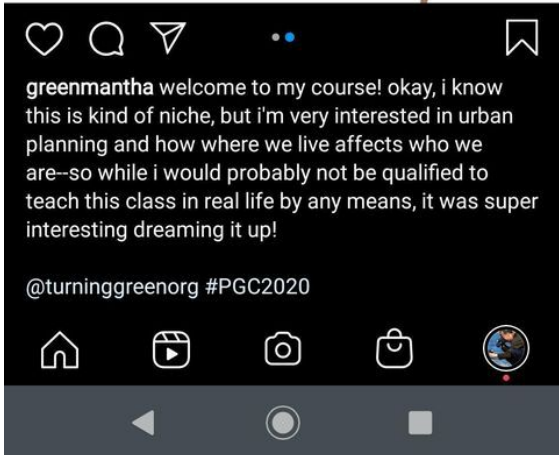 greenmantha welcome to my course! okay, i know
this is kind of niche, but i'm very interested in urban
planning and how where we live affects who we
are--so while i would probably not be qualified to
teach this class in real life by any means, it was super
interesting dreaming it up!
@turninggreenorg #PGC2020